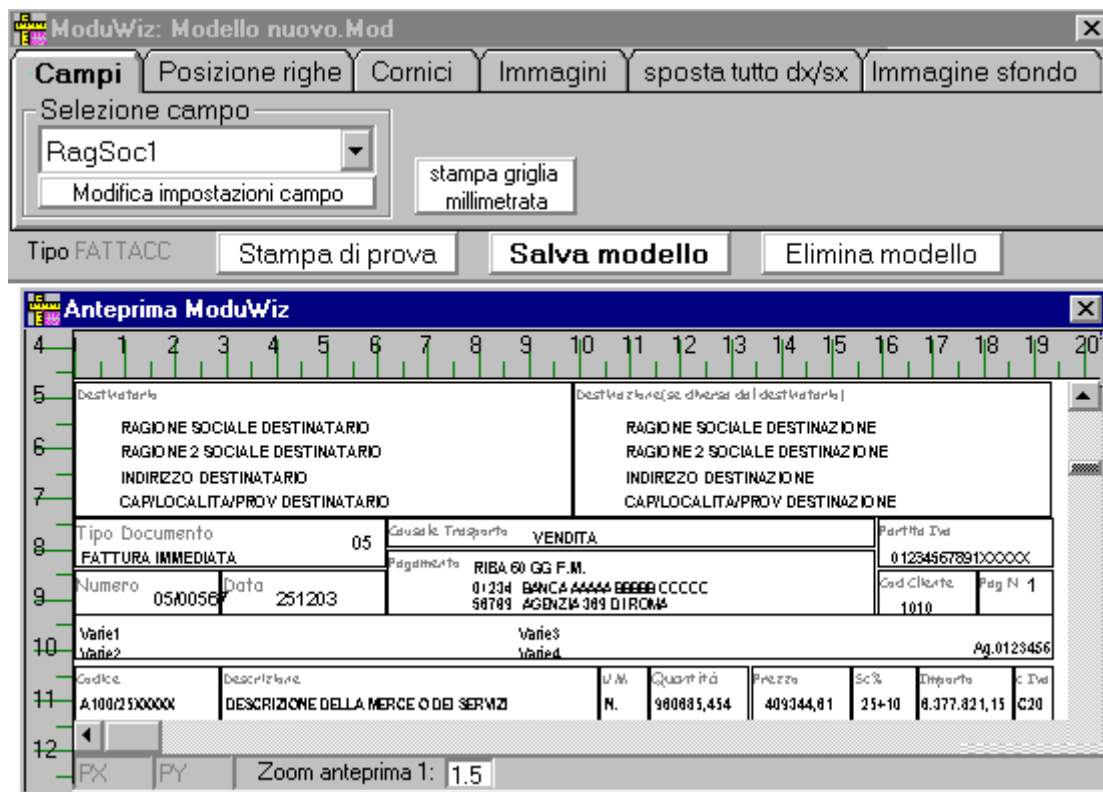 ModuWiz: Modello nuovo.Mod
Campi Posizione righe Cornici Immagini sposta tutto dx/sx Immagine sfondo
Selezione campo
RagSoc1
Modifica impostazioni campo
stampa griglia
millimetrata
Tipo FATTACC Stampa di prova Salva modello Elimina modello
Anteprima ModuWiz
4 1 2 3 4 5 6 7 8 9 10 11 12 13 14 15 16 17 18 19 20
5 6 7 8 9 10 11 12
Destinatario
RAGIONE SOCIALE DESTINATARIO
RAGIONE 2 SOCIALE DESTINATARIO
INDIRIZZO DESTINATARIO
CAP/LOCALITA/PROV DESTINATARIO
Destinazione(se diversa dal destinatario)
RAGIONE SOCIALE DESTINAZIONE
RAGIONE 2 SOCIALE DESTINAZIONE
INDIRIZZO DESTINAZIONE
CAP/LOCALITA/PROV DESTINAZIONE
Tipo Documento 05
FATTURA IMMEDIATA
Causale Trasporto VENDITA
Partita Iva
01234567891XXXXX
Numero 05/00567
Data 251203
Pagamento RIBA 60 GG F.M.
01234 BANCA AAAAA BBBBB CCCCC
56789 AGENZIA 369 DI ROMA
Cod Cliente
1010
Pag N 1
Varie1 Varie3
Varie2 Varie4 Ag.0123456
Codice Descrizione U.M. Quantità Prezzo Sc% Importo c Iva
A100/25XXXXX DESCRIZIONE DELLA MERCE O DEI SERVIZI N. 960685,454 409344,61 25+10 6.377.821,15 C20
PX PY Zoom anteprima 1: 1.5